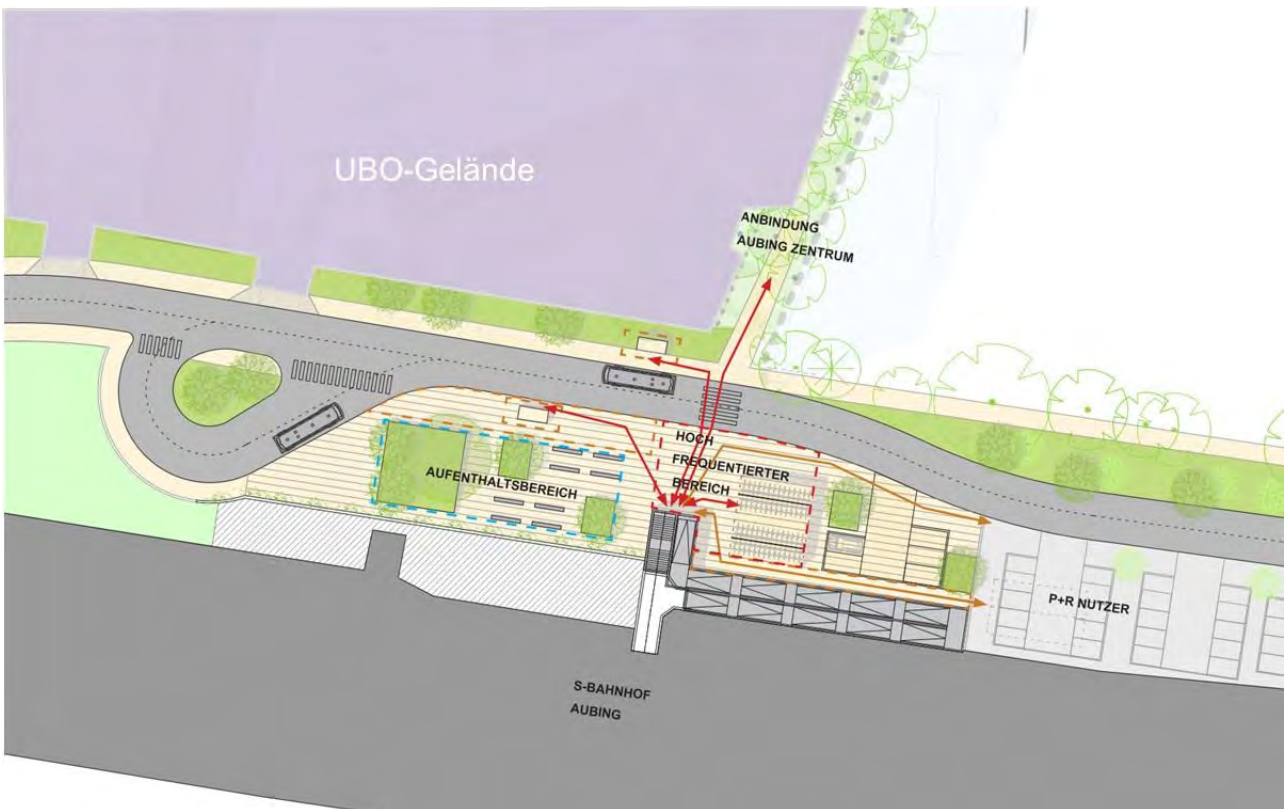 UBO-Gelände
ANBINDUNG
AUBING ZENTRUM
HOCH
FREQUENTIERTER
BEREICH
AUFENTHALTSBEREICH
P+R NUTZER
S-BAHNHOF
AUBING